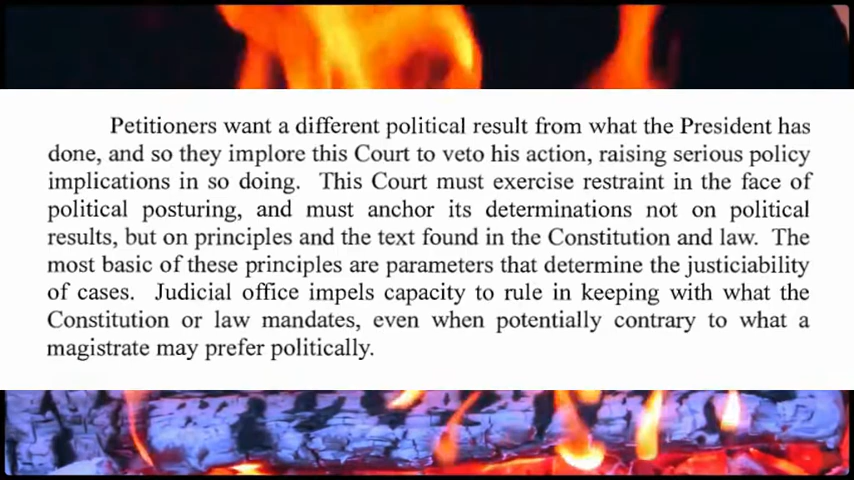 Petitioners want a different political result from what the President has
done, and so they implore this Court to veto his action, raising serious policy
implications in so doing. This Court must exercise restraint in the face of
political posturing, and must anchor its determinations not on political
results, but on principles and the text found in the Constitution and law. The
most basic of these principles are parameters that determine the justiciability
of cases. Judicial office impels capacity to rule in keeping with what the
Constitution or law mandates, even when potentially contrary to what a
magistrate may prefer politically.